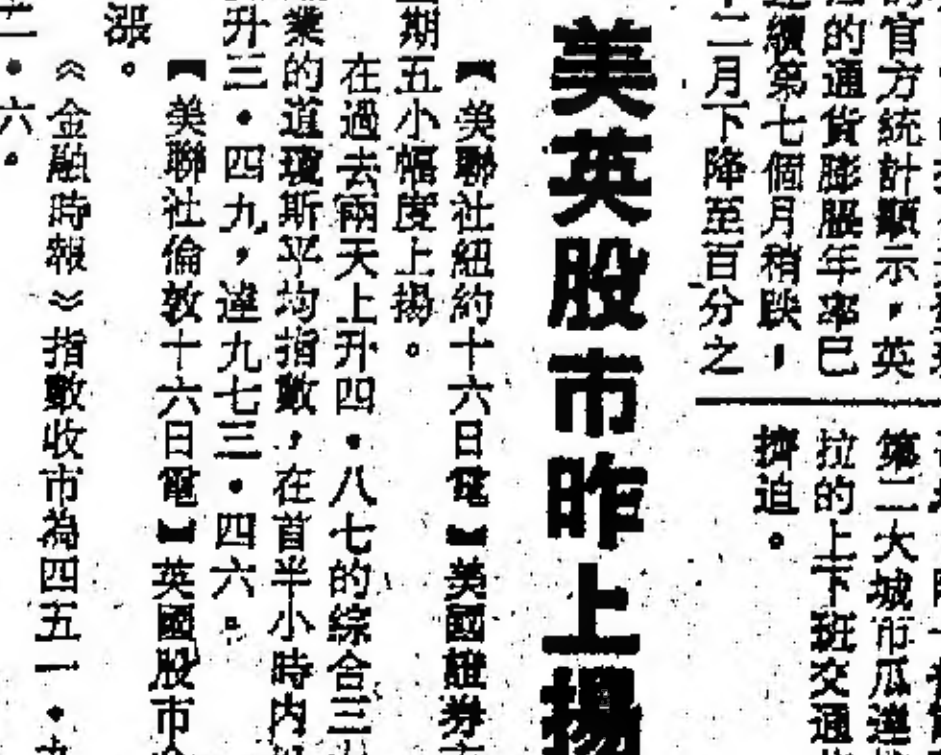 的官方統計顯示，英
的通貨膨脹年率已
續第七個月稍跌，
十二月下降至百分之
第二大城市瓜達
拉的上下班交通
擠迫。
美英股市昨上揚
【美聯社紐約十六日電】美國證券
期五小幅度上揚。
在過去兩天上升四・八七的綜合三
業的道瓊斯平均指數，在首半小時內
升三・四九，達九七三・四六。
【美聯社倫敦十六日電】英國股市
漲。
《金融時報》指數收市為四五一・九
・六。